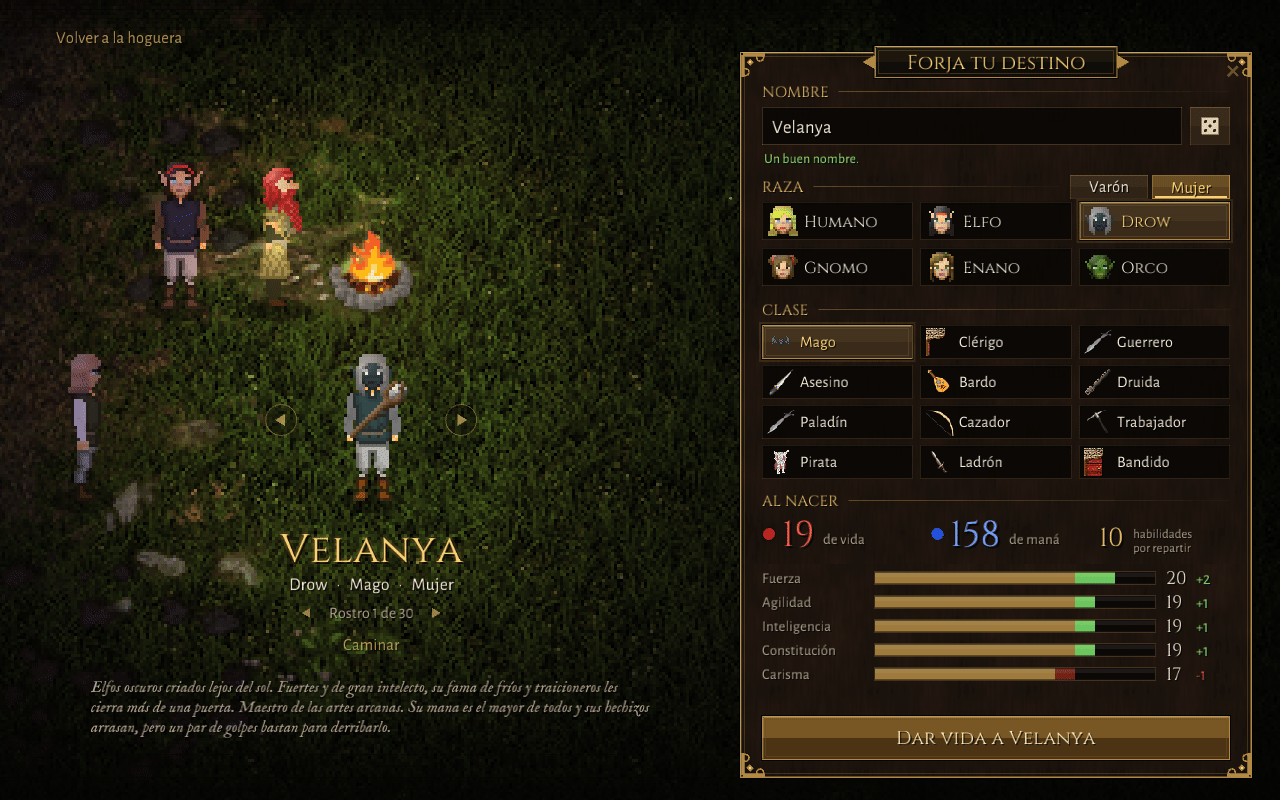 Volver a la hoguera
FORJA TU DESTINO
NOMBRE
Velanya
Un buen nombre.
RAZA
Varón
Mujer
HUMANO
ELFO
DROW
GNOMO
ENANO
ORCO
CLASE
Mago
Clérigo
Guerrero
Asesino
Bardo
Druida
Paladín
Cazador
Trabajador
Pirata
Ladrón
Bandido
AL NACER
19 de vida
158 de maná
10 habilidades
por repartir
Fuerza 20 +2
Agilidad 19 +1
Inteligencia 19 +1
Constitución 19 +1
Carisma 17 -1
DAR VIDA A VELANYA
VELANYA
Drow · Mago · Mujer
Rostro 1 de 30
Caminar
Elfos oscuros criados lejos del sol. Fuertes y de gran intelecto, su fama de fríos y traicioneros les
cierra más de una puerta. Maestro de las artes arcanas. Su mana es el mayor de todos y sus hechizos
arrasan, pero un par de golpes bastan para derribarlo.